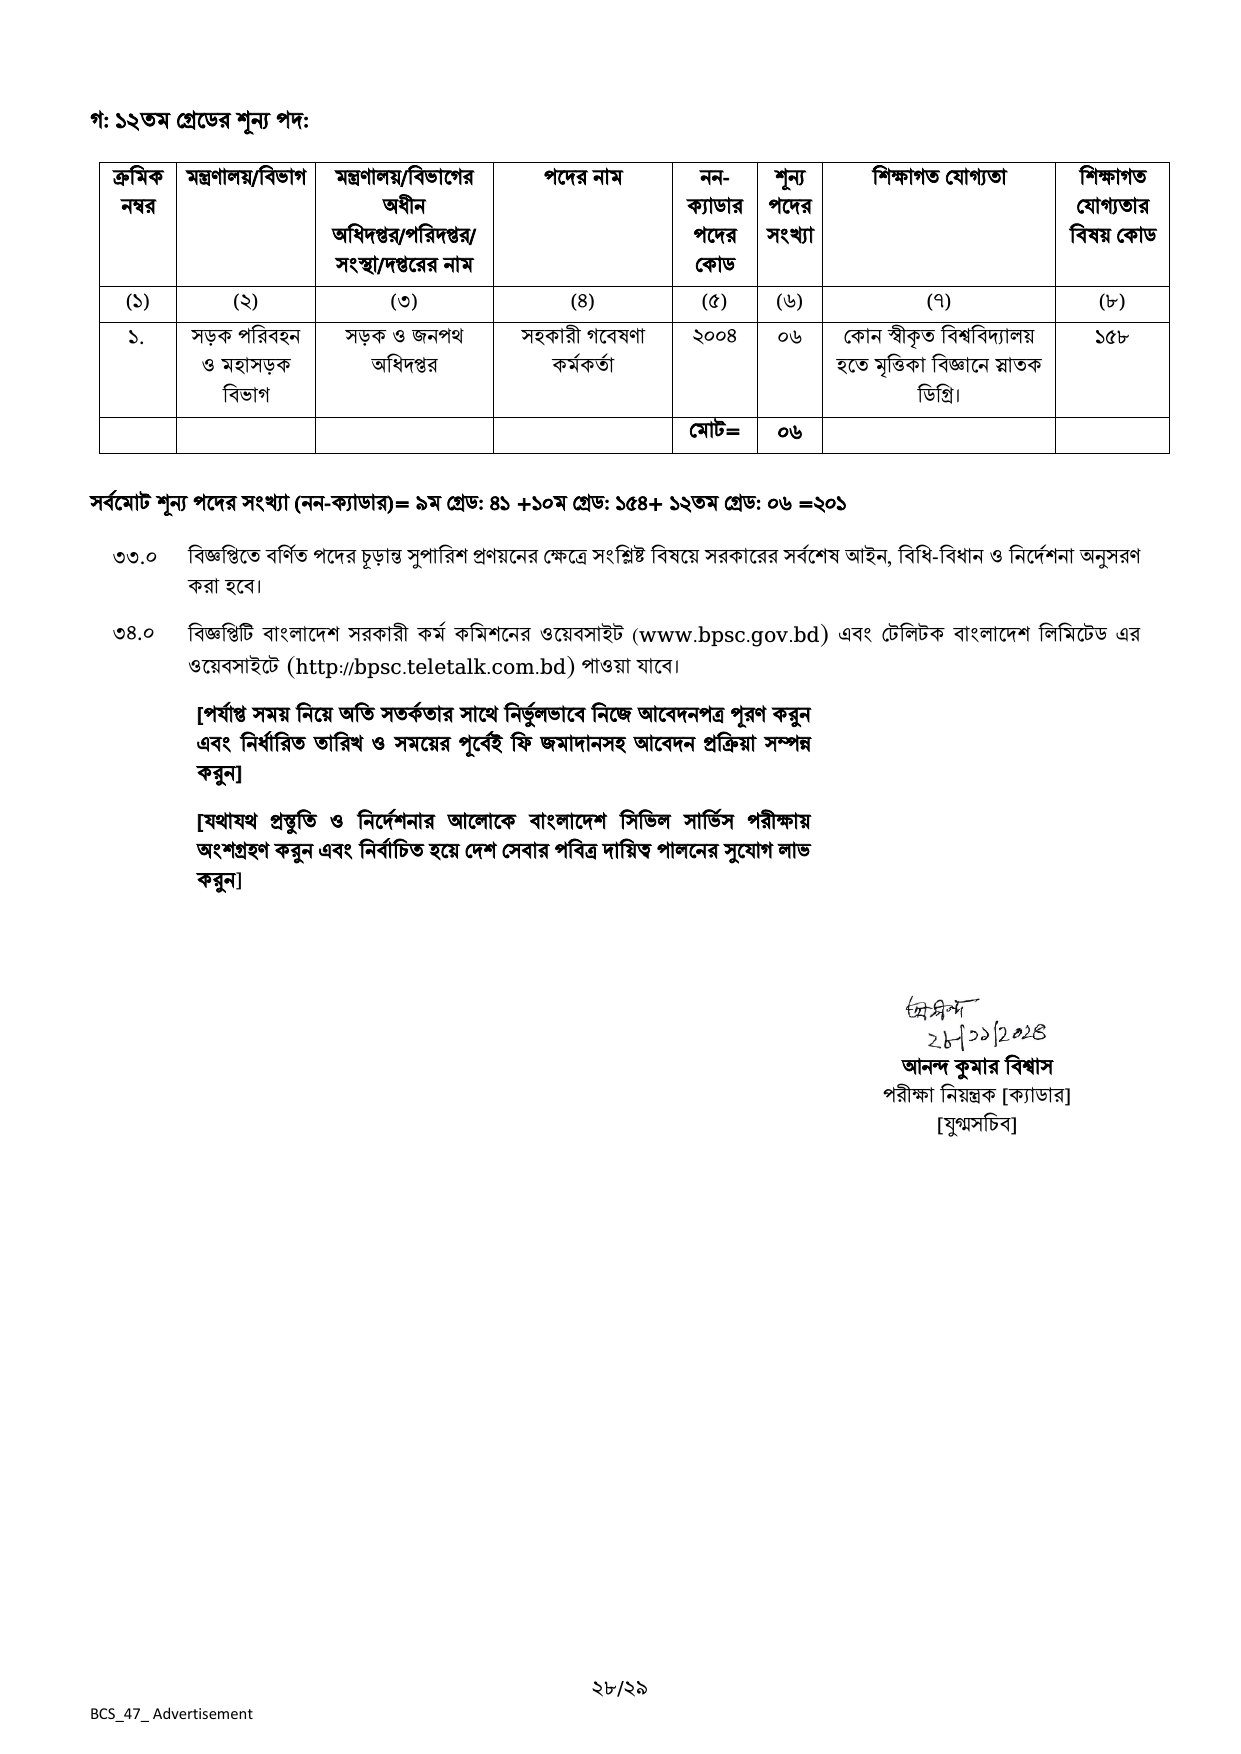 গ: ১২তম গ্রেডের শূন্য পদ:
ক্রমিক নম্বর | মন্ত্রণালয়/বিভাগ | মন্ত্রণালয়/বিভাগের অধীন অধিদপ্তর/পরিদপ্তর/সংস্থা/দপ্তরের নাম | পদের নাম | নন-ক্যাডার পদের কোড | শূন্য পদের সংখ্যা | শিক্ষাগত যোগ্যতা | শিক্ষাগত যোগ্যতার বিষয় কোড
(১) | (২) | (৩) | (৪) | (৫) | (৬) | (৭) | (৮)
১. | সড়ক পরিবহন ও মহাসড়ক বিভাগ | সড়ক ও জনপথ অধিদপ্তর | সহকারী গবেষণা কর্মকর্তা | ২০০৪ | ০৬ | কোন স্বীকৃত বিশ্ববিদ্যালয় হতে মৃত্তিকা বিজ্ঞানে স্নাতক ডিগ্রি। | ১৫৮
মোট= | ০৬
সর্বমোট শূন্য পদের সংখ্যা (নন-ক্যাডার)= ৯ম গ্রেড: ৪১ +১০ম গ্রেড: ১৫৪+ ১২তম গ্রেড: ০৬ =২০১
৩৩.০ বিজ্ঞপ্তিতে বর্ণিত পদের চূড়ান্ত সুপারিশ প্রণয়নের ক্ষেত্রে সংশ্লিষ্ট বিষয়ে সরকারের সর্বশেষ আইন, বিধি-বিধান ও নির্দেশনা অনুসরণ
করা হবে।
৩৪.০ বিজ্ঞপ্তিটি বাংলাদেশ সরকারী কর্ম কমিশনের ওয়েবসাইট (www.bpsc.gov.bd) এবং টেলিটক বাংলাদেশ লিমিটেড এর
ওয়েবসাইটে (http://bpsc.teletalk.com.bd) পাওয়া যাবে।
[পর্যাপ্ত সময় নিয়ে অতি সতর্কতার সাথে নির্ভুলভাবে নিজে আবেদনপত্র পূরণ করুন
এবং নির্ধারিত তারিখ ও সময়ের পূর্বেই ফি জমাদানসহ আবেদন প্রক্রিয়া সম্পন্ন
করুন]
[যথাযথ প্রস্তুতি ও নির্দেশনার আলোকে বাংলাদেশ সিভিল সার্ভিস পরীক্ষায়
অংশগ্রহণ করুন এবং নির্বাচিত হয়ে দেশ সেবার পবিত্র দায়িত্ব পালনের সুযোগ লাভ
করুন]
আনন্দ কুমার বিশ্বাস
পরীক্ষা নিয়ন্ত্রক [ক্যাডার]
[যুগ্মসচিব]
২৮/২৯
BCS_47_ Advertisement